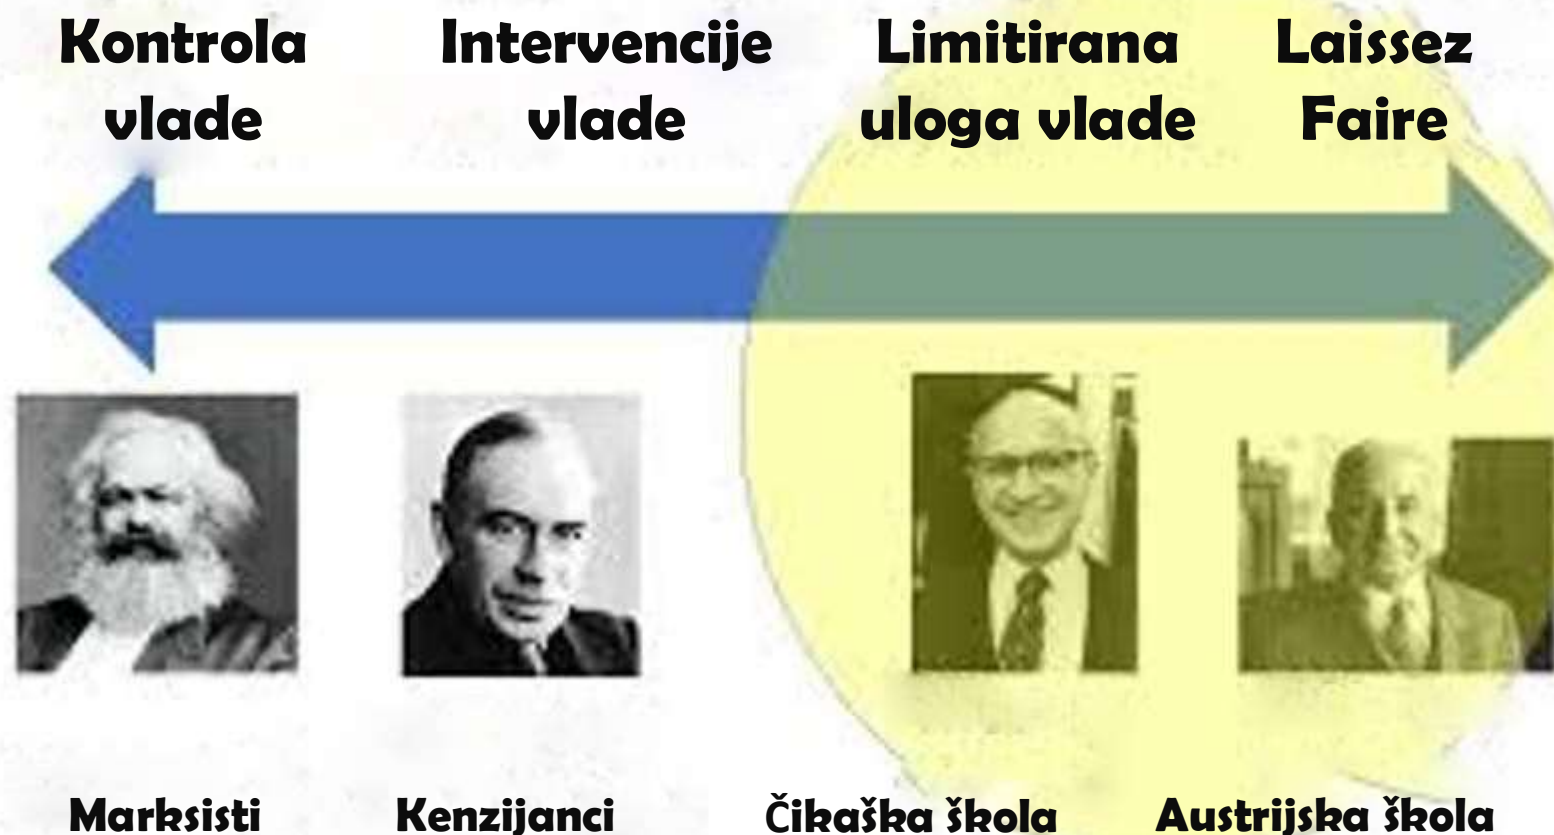 Kontrola
vlade
Intervencije
vlade
Limitirana
uloga vlade
Laissez
Faire
Marksisti
Kenzijanci
Čikaška škola
Austrijska škola